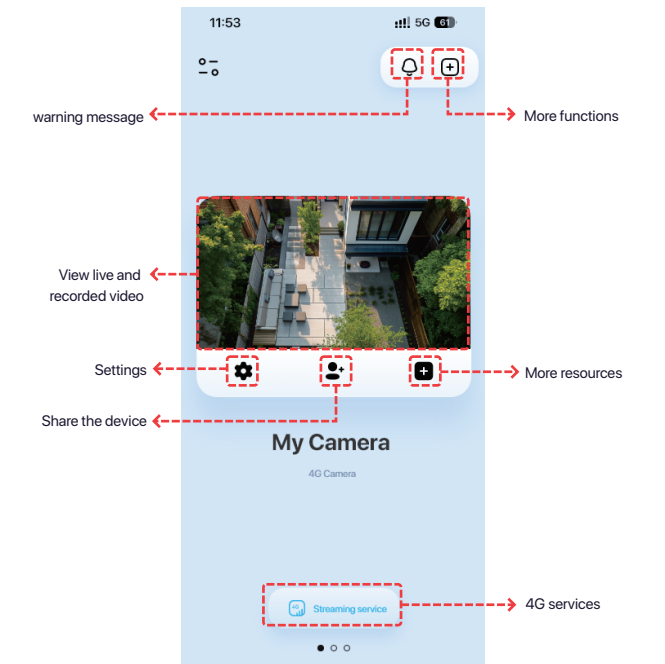 11:53
5G 61
warning message
More functions
View live and
recorded video
Settings
More resources
Share the device
My Camera
4G Camera
4G
Streaming service
4G services